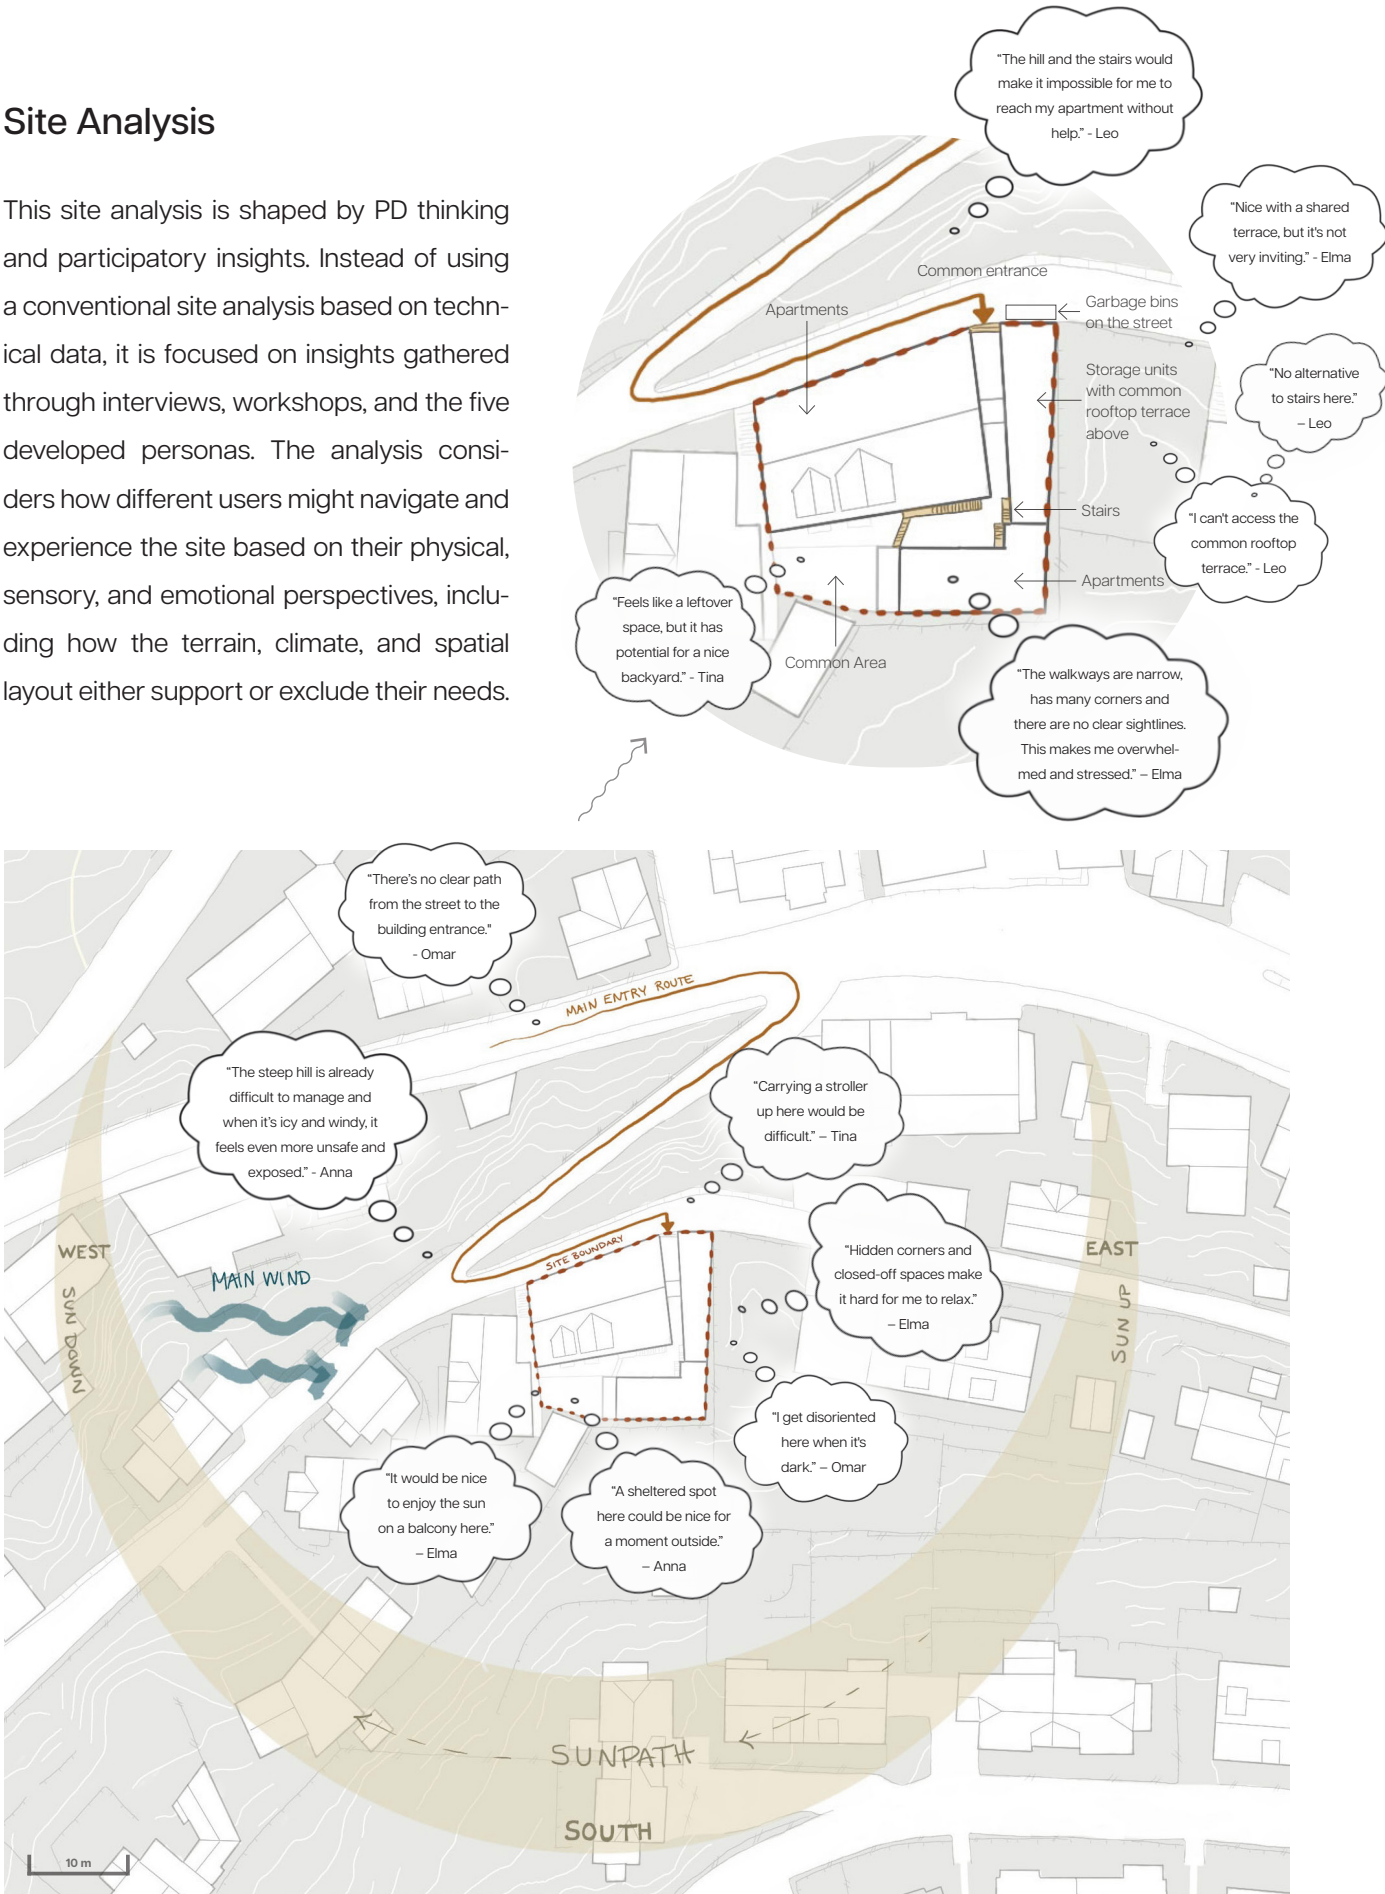 Site Analysis
This site analysis is shaped by PD thinking
and participatory insights. Instead of using
a conventional site analysis based on techn-
ical data, it is focused on insights gathered
through interviews, workshops, and the five
developed personas. The analysis consi-
ders how different users might navigate and
experience the site based on their physical,
sensory, and emotional perspectives, inclu-
ding how the terrain, climate, and spatial
layout either support or exclude their needs.
“The hill and the stairs would
make it impossible for me to
reach my apartment without
help.” - Leo
“Nice with a shared
terrace, but it's not
very inviting.” - Elma
Common entrance
Apartments
Garbage bins
on the street
Storage units
with common
rooftop terrace
above
“No alternative
to stairs here.”
– Leo
Stairs
“I can't access the
common rooftop
terrace.” - Leo
Apartments
“Feels like a leftover
space, but it has
potential for a nice
backyard.” - Tina
Common Area
“The walkways are narrow,
has many corners and
there are no clear sightlines.
This makes me overwhel-
med and stressed.” – Elma
“There's no clear path
from the street to the
building entrance."
- Omar
MAIN ENTRY ROUTE
“The steep hill is already
difficult to manage and
when it's icy and windy, it
feels even more unsafe and
exposed.” - Anna
“Carrying a stroller
up here would be
difficult.” – Tina
WEST
SUN DOWN
MAIN WIND
SITE BOUNDARY
“Hidden corners and
closed-off spaces make
it hard for me to relax.”
– Elma
EAST
SUN UP
“I get disoriented
here when it's
dark.” – Omar
“It would be nice
to enjoy the sun
on a balcony here.”
– Elma
“A sheltered spot
here could be nice for
a moment outside.”
– Anna
SUNPATH
SOUTH
10 m